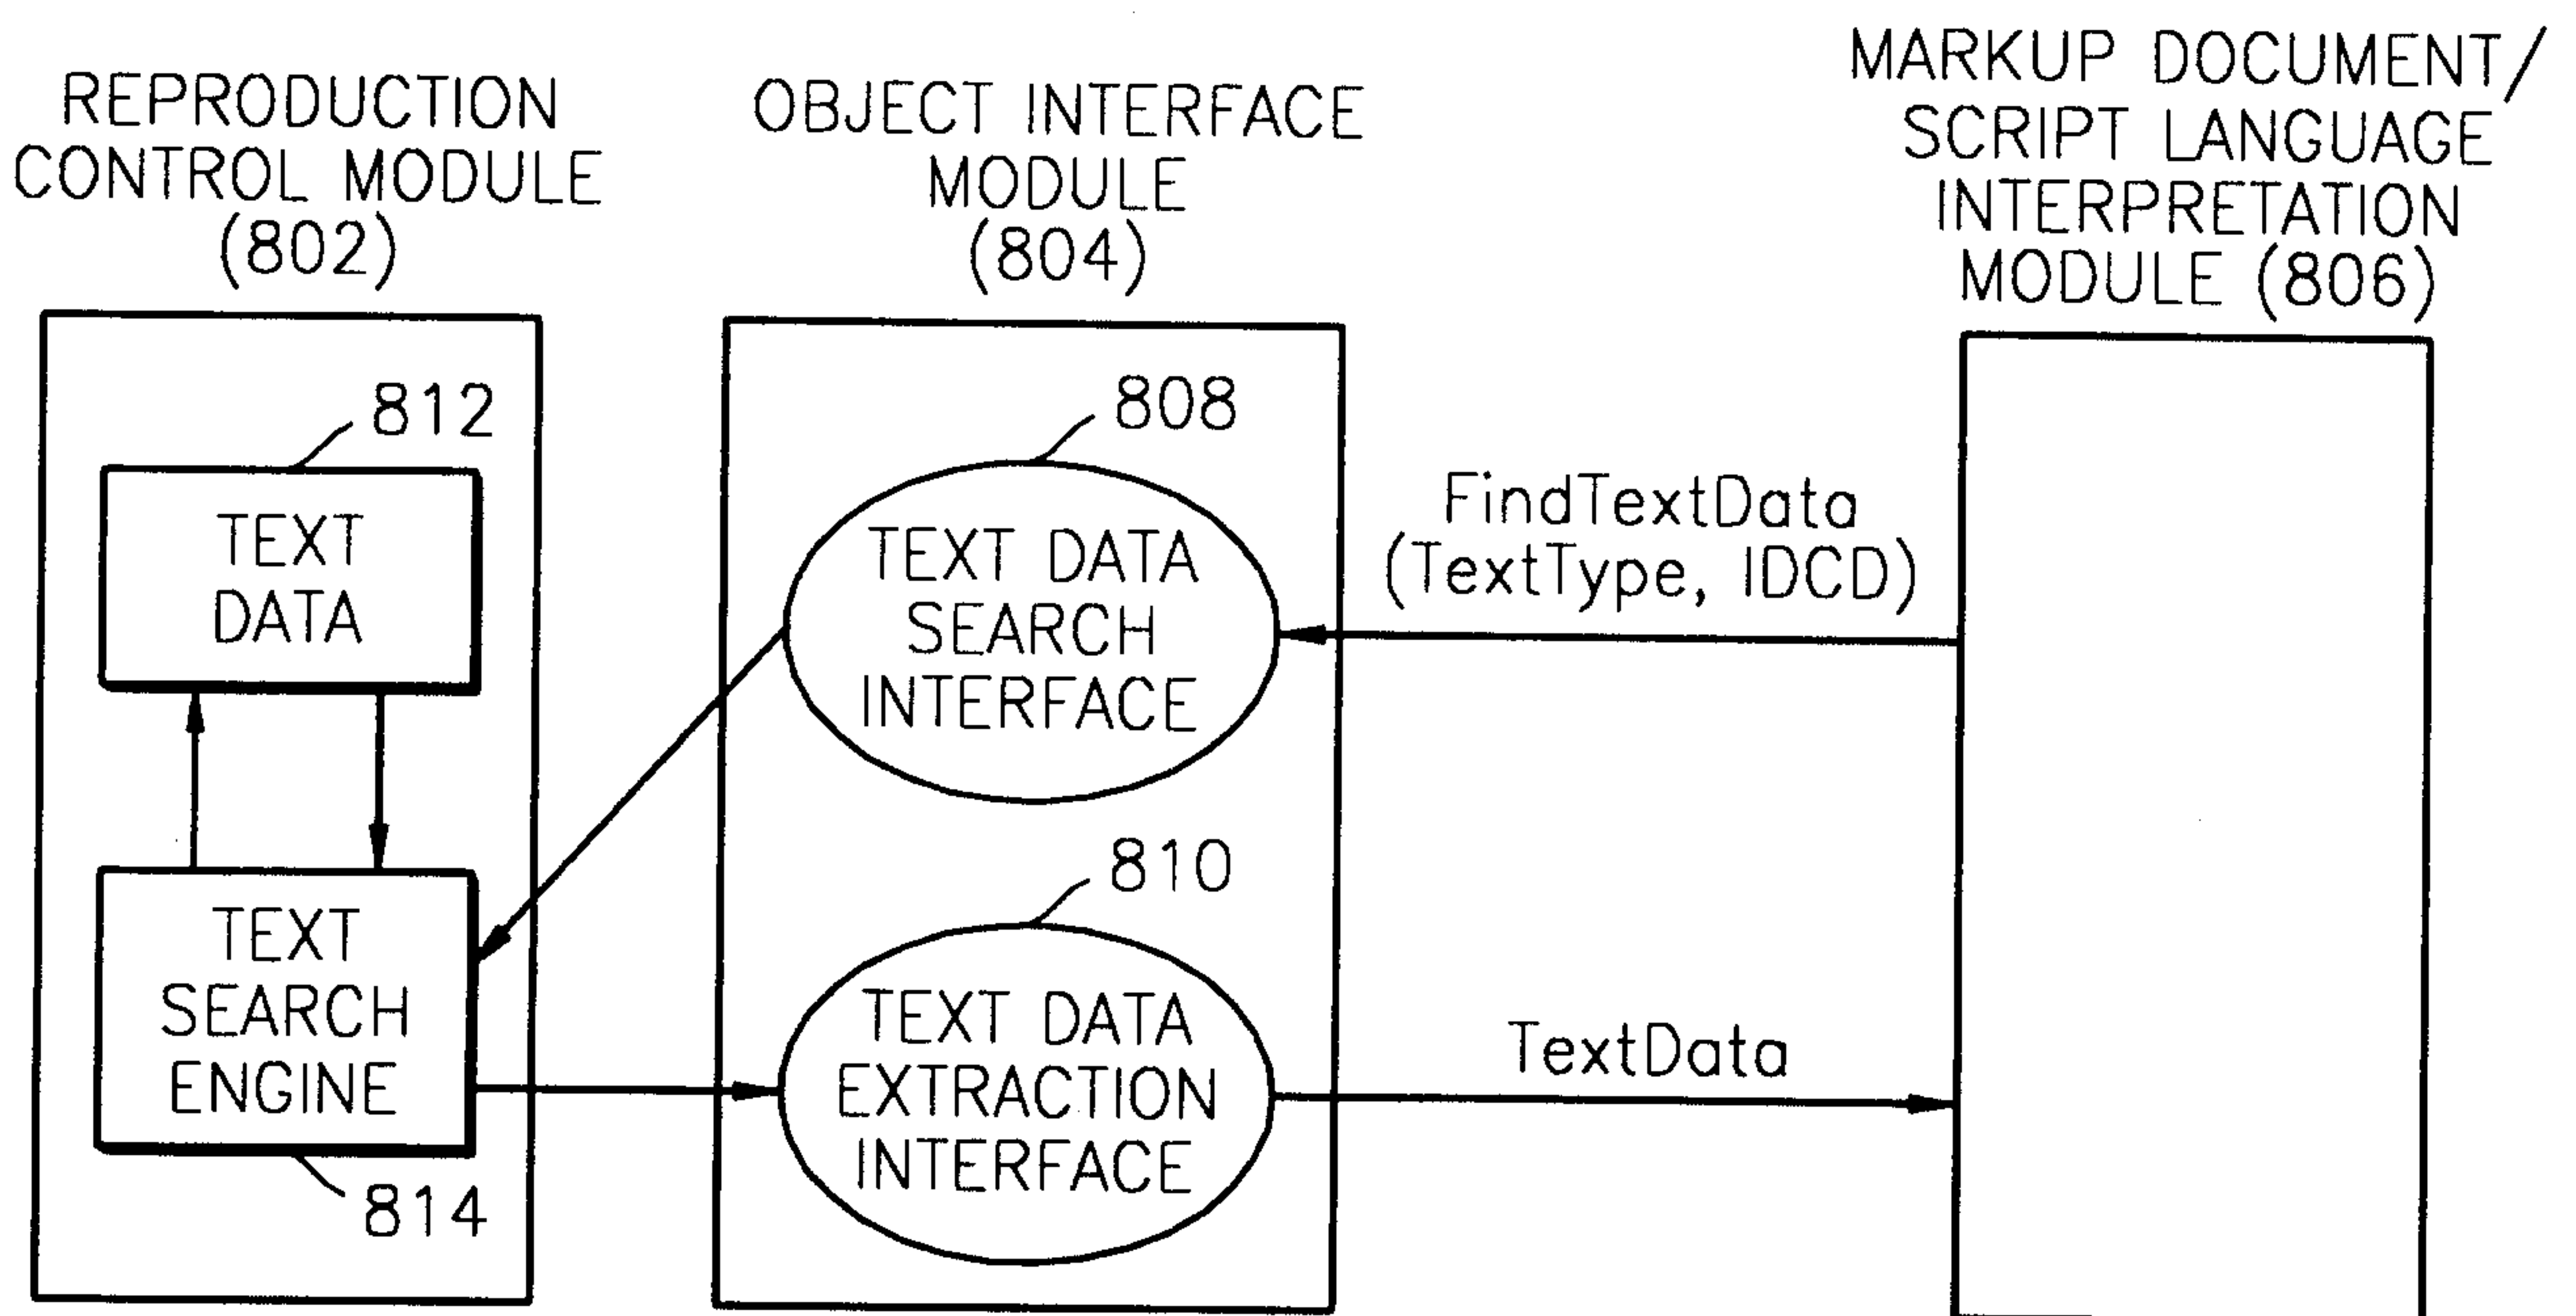 REPRODUCTION
CONTROL MODULE
(802)
OBJECT INTERFACE
MODULE
(804)
MARKUP DOCUMENT/
SCRIPT LANGUAGE
INTERPRETATION
MODULE (806)
812
TEXT
DATA
TEXT
SEARCH
ENGINE
814
808
TEXT DATA
SEARCH
INTERFACE
810
TEXT DATA
EXTRACTION
INTERFACE
FindTextData
(TextType, IDCD)
TextData